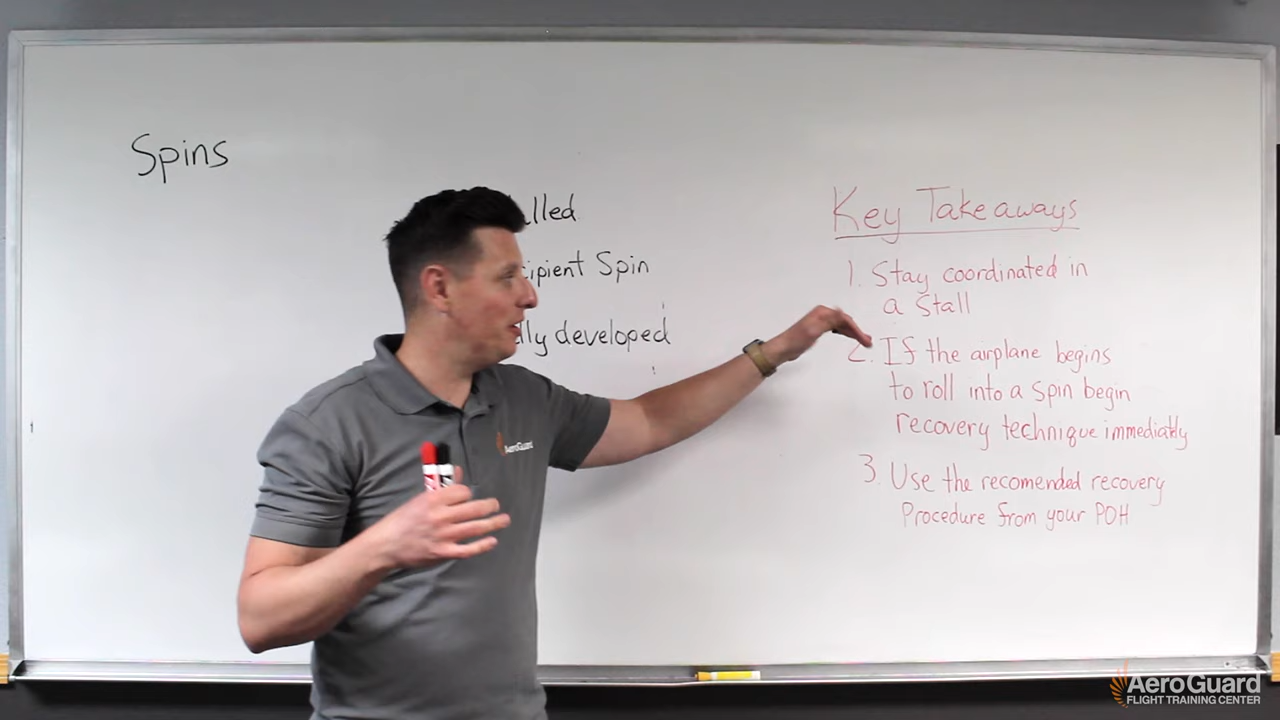 Spins
lled
cipient Spin
lly developed
Key Takeaways
1. Stay coordinated in
a Stall
2. If the airplane begins
to roll into a spin begin
recovery technique immediatly
3. Use the recomended recovery
Procedure from your POH
AeroGuard
AeroGuard
FLIGHT TRAINING CENTER